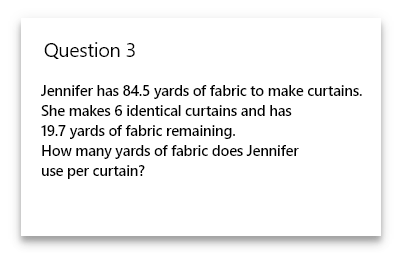 Question 3
Jennifer has 84.5 yards of fabric to make curtains.
She makes 6 identical curtains and has
19.7 yards of fabric remaining.
How many yards of fabric does Jennifer
use per curtain?